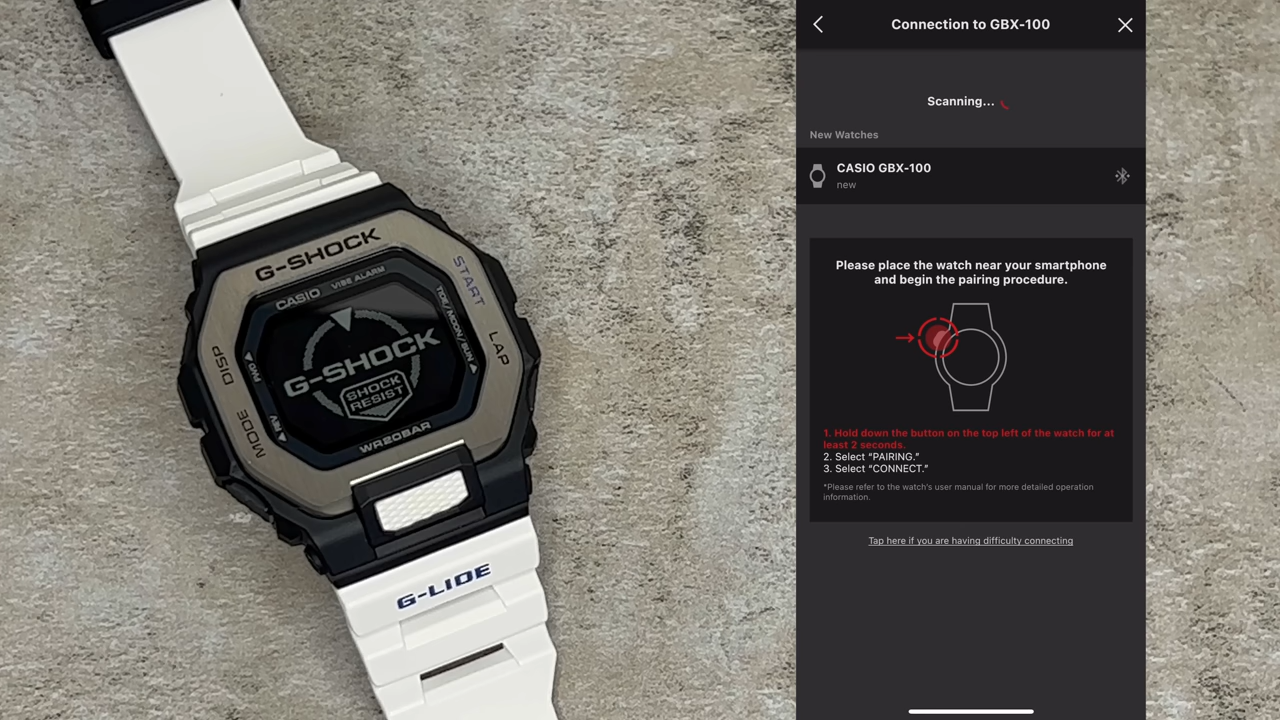 G-SHOCK
CASIO VIBE ALARM
START
TIDE/MOON/SUN
LAP
DISP
FWD
MODE
REV
G-SHOCK
SHOCK
RESIST
WR20BAR
G-LIDE
Connection to GBX-100
Scanning...
New Watches
CASIO GBX-100
new
Please place the watch near your smartphone
and begin the pairing procedure.
1. Hold down the button on the top left of the watch for at
least 2 seconds.
2. Select “PAIRING.”
3. Select “CONNECT.”
*Please refer to the watch's user manual for more detailed operation
information.
Tap here if you are having difficulty connecting